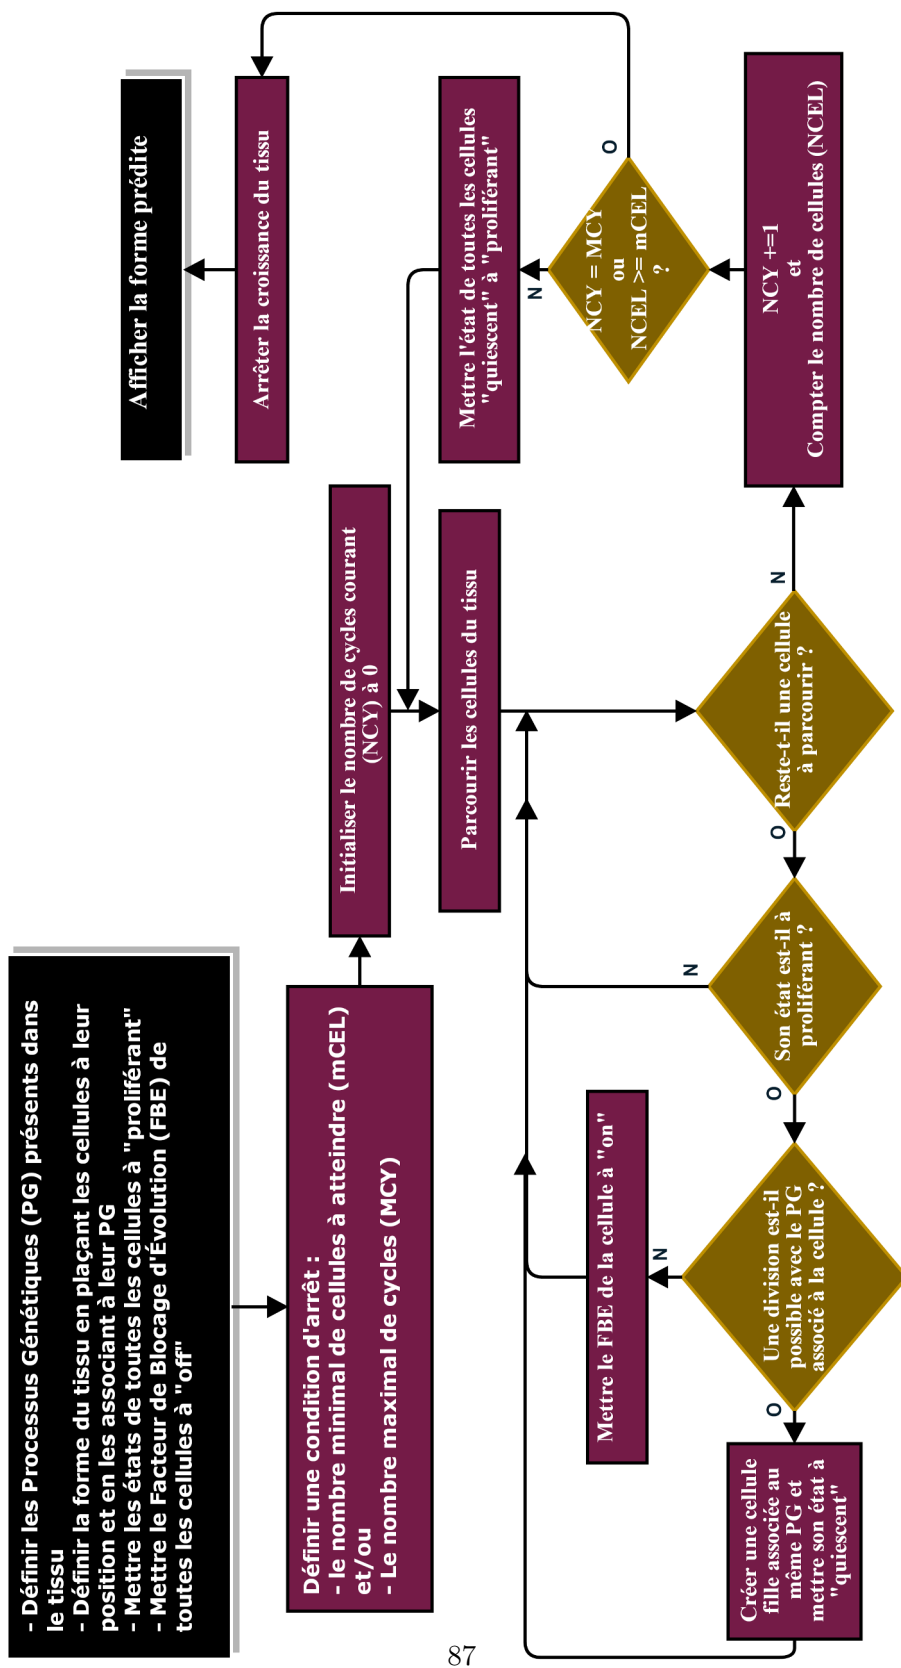 - Définir les Processus Génétiques (PG) présents dans
le tissu
- Définir la forme du tissu en plaçant les cellules à leur
position et en les associant à leur PG
- Mettre les états de toutes les cellules à "proliférant"
- Mettre le Facteur de Blocage d'Évolution (FBE) de
toutes les cellules à "off"
Définir une condition d'arrêt :
- le nombre minimal de cellules à atteindre (mCEL)
et/ou
- Le nombre maximal de cycles (MCY)
Initialiser le nombre de cycles courant
(NCY) à 0
Parcourir les cellules du tissu
Reste-t-il une cellule
à parcourir ?
O
N
Son état est-il à
proliférant ?
O
N
Une division est-il
possible avec le PG
associé à la cellule ?
O
N
Mettre le FBE de la cellule à "on"
Créer une cellule
fille associée au
même PG et
mettre son état à
"quiescent"
NCY +=1
et
Compter le nombre de cellules (NCEL)
NCY = MCY
ou
NCEL >= mCEL
?
N
O
Mettre l'état de toutes les cellules
"quiescent" à "proliférant"
Arrêter la croissance du tissu
Afficher la forme prédite
87